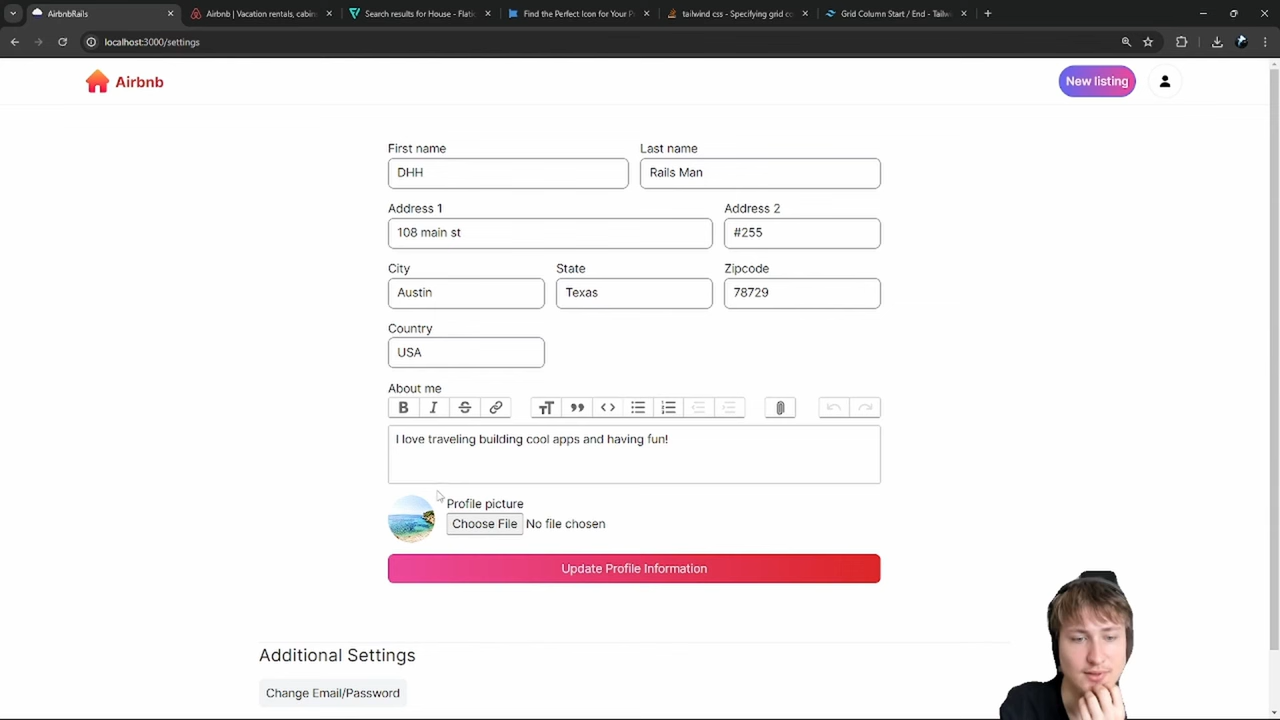 AirbnbRails
Airbnb | Vacation rentals, cabins
Search results for House - Flati
Find the Perfect Icon for Your P
tailwind css - Specifying grid co
Grid Column Start / End - Tailw
localhost:3000/settings
Airbnb
New listing
First name
Last name
DHH
Rails Man
Address 1
Address 2
108 main st
#255
City
State
Zipcode
Austin
Texas
78729
Country
USA
About me
I love traveling building cool apps and having fun!
Profile picture
Choose File No file chosen
Update Profile Information
Additional Settings
Change Email/Password